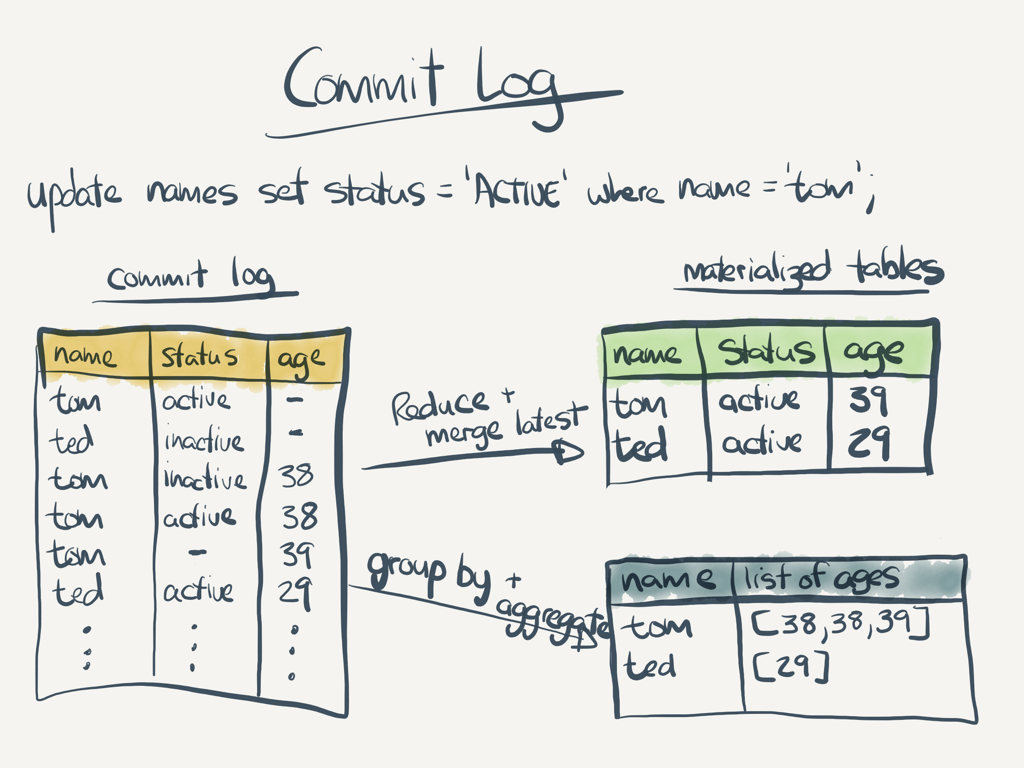 Commit Log
update names set status = 'ACTIVE' where name = 'tom';
commit log
name status age
tom active -
ted inactive -
tom inactive 38
tom active 38
tom - 39
ted active 29
Reduce +
merge latest
group by +
aggregate
materialized tables
name status age
tom active 39
ted active 29
name list of ages
tom [38,38,39]
ted [29]